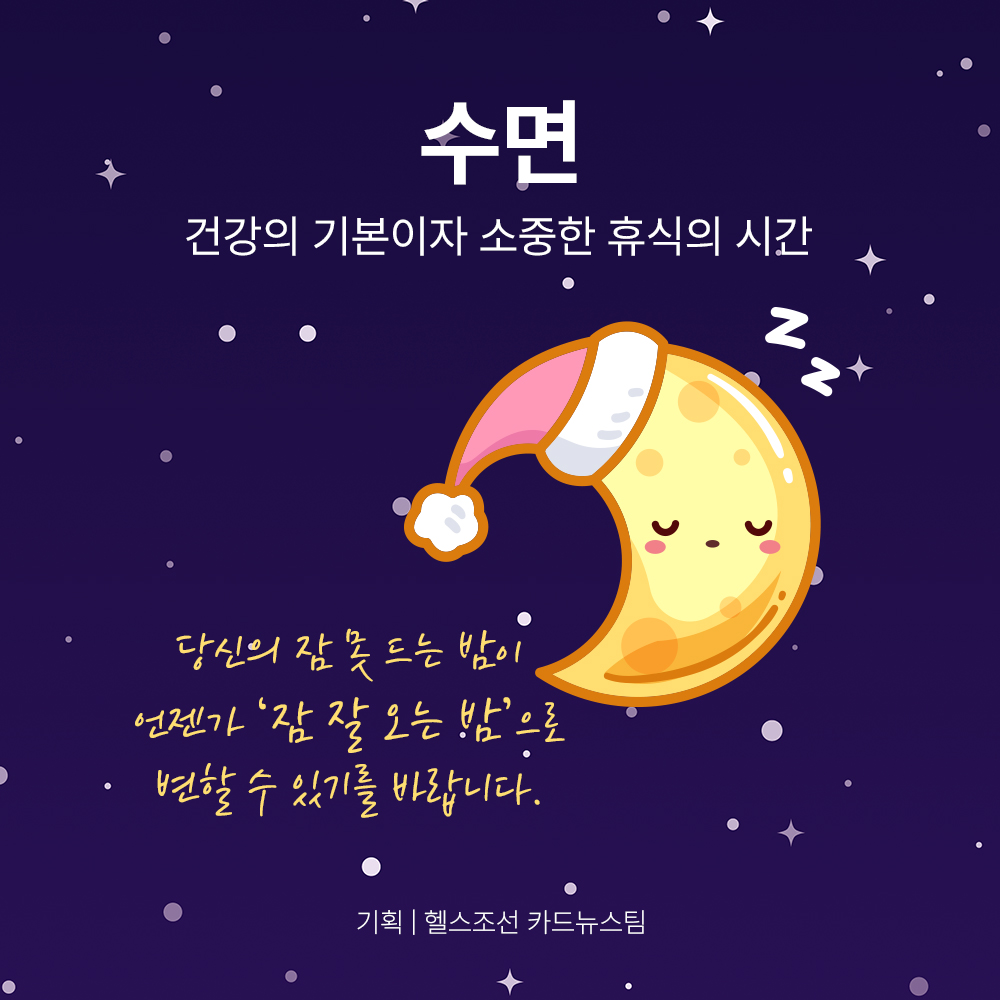 수면
건강의 기본이자 소중한 휴식의 시간
z
z
당신의 잠 못 드는 밤이
언젠가 ‘잠 잘 오는 밤’으로
변할 수 있기를 바랍니다.
기획 | 헬스조선 카드뉴스팀